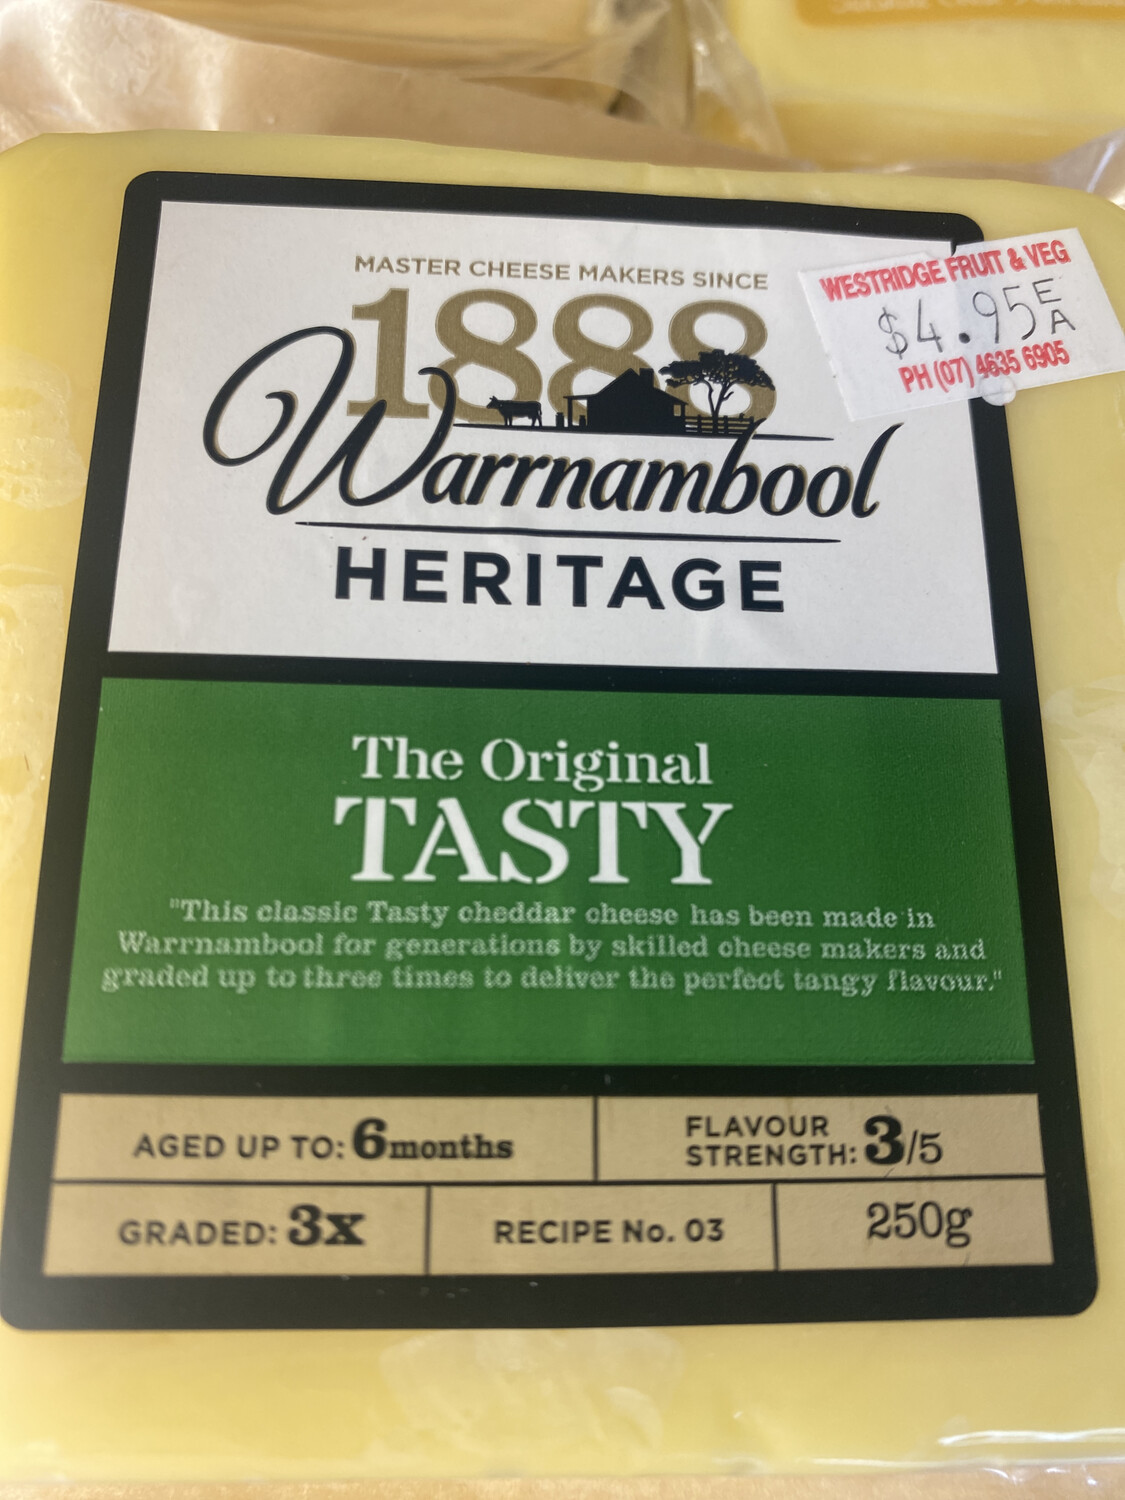 MASTER CHEESE MAKERS SINCE
1888
Warrnambool
HERITAGE
WESTRIDGE FRUIT & VEG
$4.95 EA
PH (07) 4635 6905
The Original
TASTY
"This classic Tasty cheddar cheese has been made in
Warrnambool for generations by skilled cheese makers and
graded up to three times to deliver the perfect tangy flavour."
AGED UP TO: 6months
FLAVOUR
STRENGTH: 3/5
GRADED: 3x
RECIPE No. 03
250g